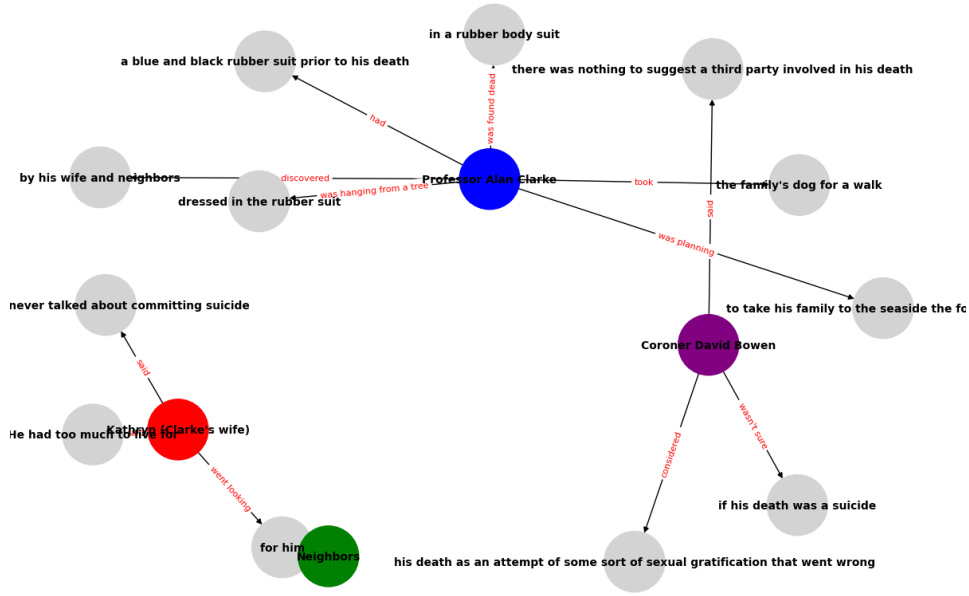 in a rubber body suit
a blue and black rubber suit prior to his death
there was nothing to suggest a third party involved in his death
was found dead
had
by his wife and neighbors
discovered
Professor Alan Clarke
took
the family's dog for a walk
was hanging from a tree
dressed in the rubber suit
said
was planning
never talked about committing suicide
to take his family to the seaside the fo
Coroner David Bowen
said
Kathryn (Clarke's wife)
He had too much to live for
wasn't sure
considered
went looking
if his death was a suicide
for him
Neighbors
his death as an attempt of some sort of sexual gratification that went wrong